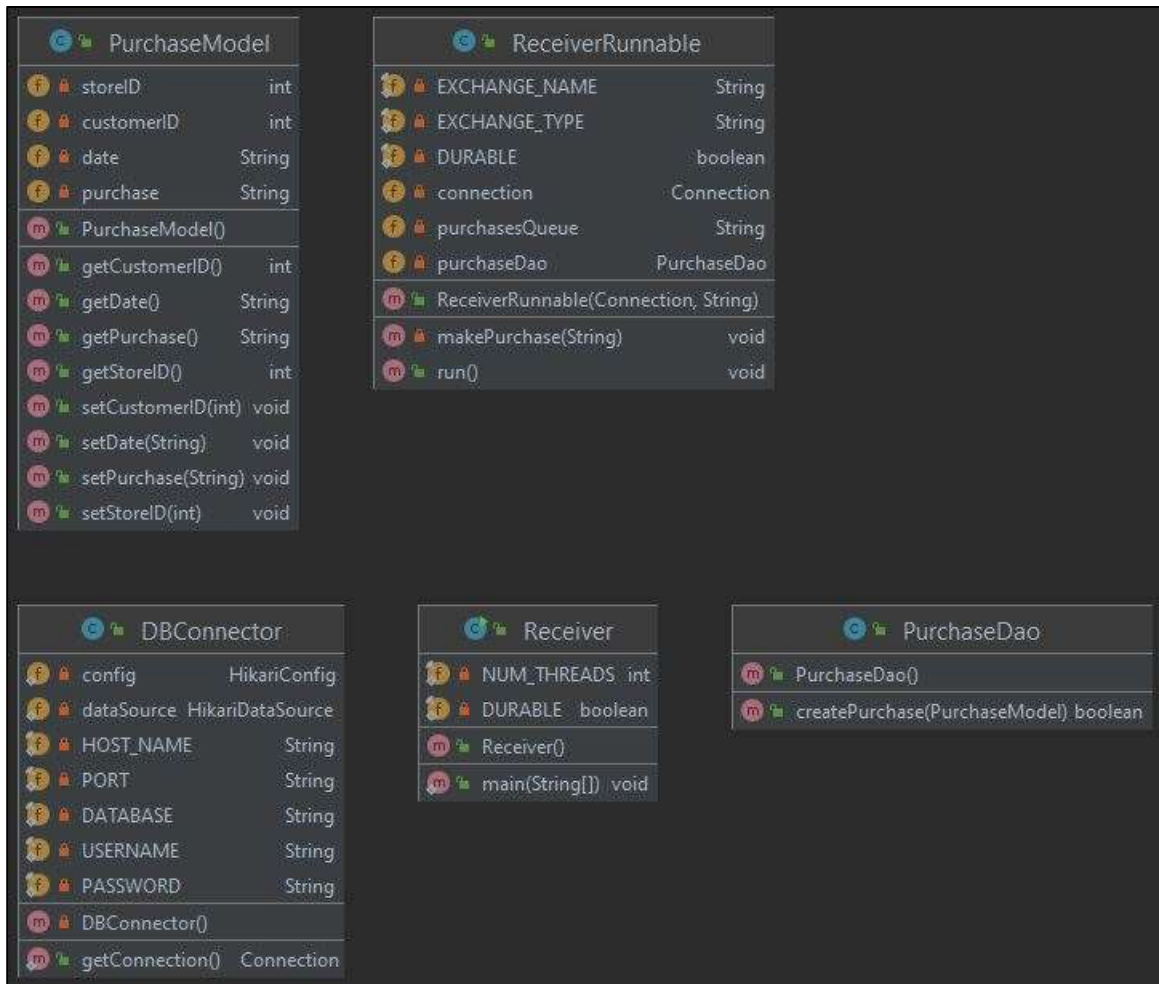 PurchaseModel
storeID int
customerID int
date String
purchase String
PurchaseModel()
getCustomerID() int
getDate() String
getPurchase() String
getStoreID() int
setCustomerID(int) void
setDate(String) void
setPurchase(String) void
setStoreID(int) void
ReceiverRunnable
EXCHANGE_NAME String
EXCHANGE_TYPE String
DURABLE boolean
connection Connection
purchasesQueue String
purchaseDao PurchaseDao
ReceiverRunnable(Connection, String)
makePurchase(String) void
run() void
DBConnector
config HikariConfig
dataSource HikariDataSource
HOST_NAME String
PORT String
DATABASE String
USERNAME String
PASSWORD String
DBConnector()
getConnection() Connection
Receiver
NUM_THREADS int
DURABLE boolean
Receiver()
main(String[]) void
PurchaseDao
PurchaseDao()
createPurchase(PurchaseModel) boolean